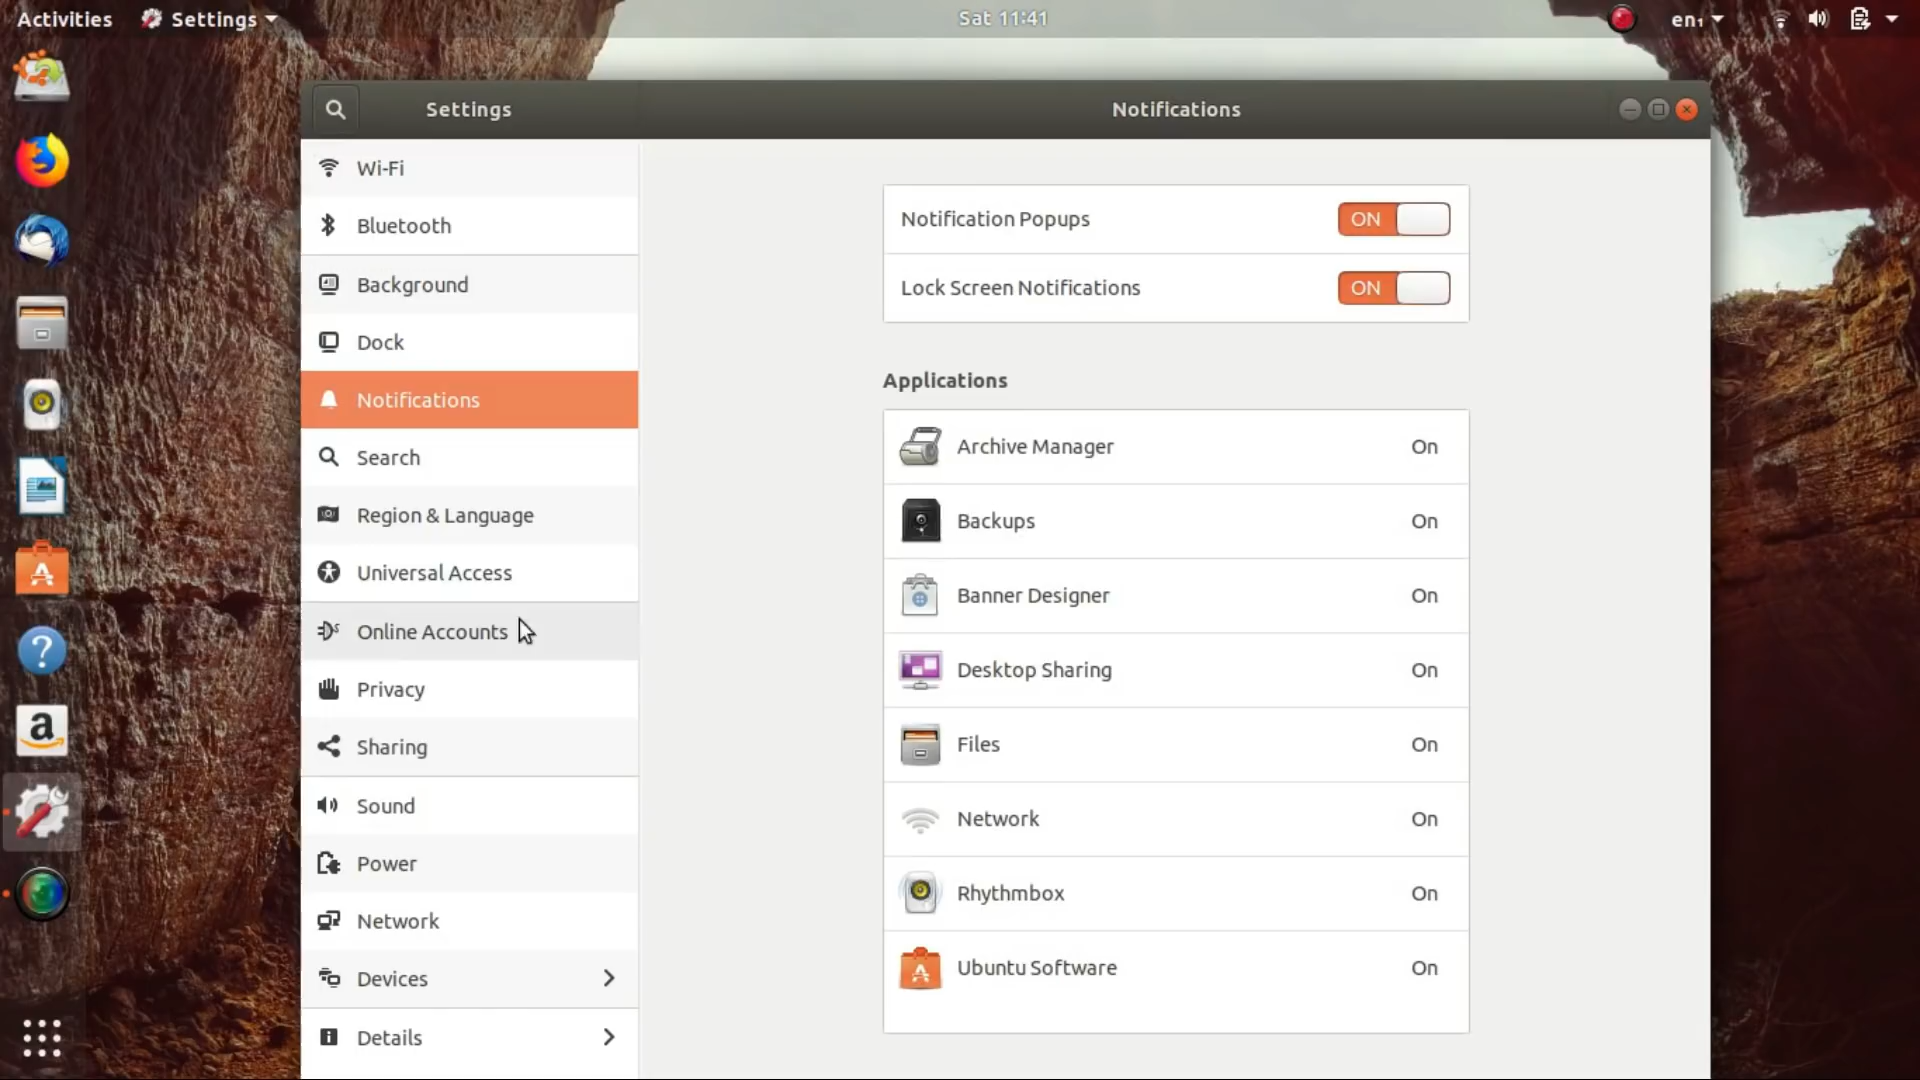 Activities Settings Sat 11:41 en₁
Settings Notifications
Wi-Fi
Bluetooth
Background
Dock
Notifications
Search
Region & Language
Universal Access
Online Accounts
Privacy
Sharing
Sound
Power
Network
Devices
Details
Notification Popups ON
Lock Screen Notifications ON
Applications
Archive Manager On
Backups On
Banner Designer On
Desktop Sharing On
Files On
Network On
Rhythmbox On
Ubuntu Software On